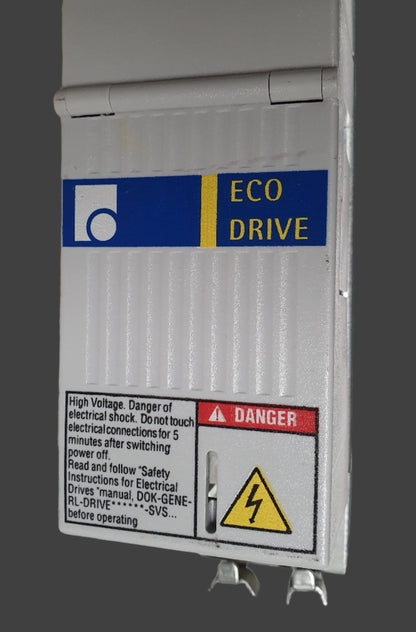 ECO
DRIVE
High Voltage. Danger of
electrical shock. Do not touch
electrical connections for 5
minutes after switching
power off.
Read and follow "Safety
Instructions for Electrical
Drives "manual, DOK-GENE-
RL-DRIVE******-SVS...
before operating
DANGER